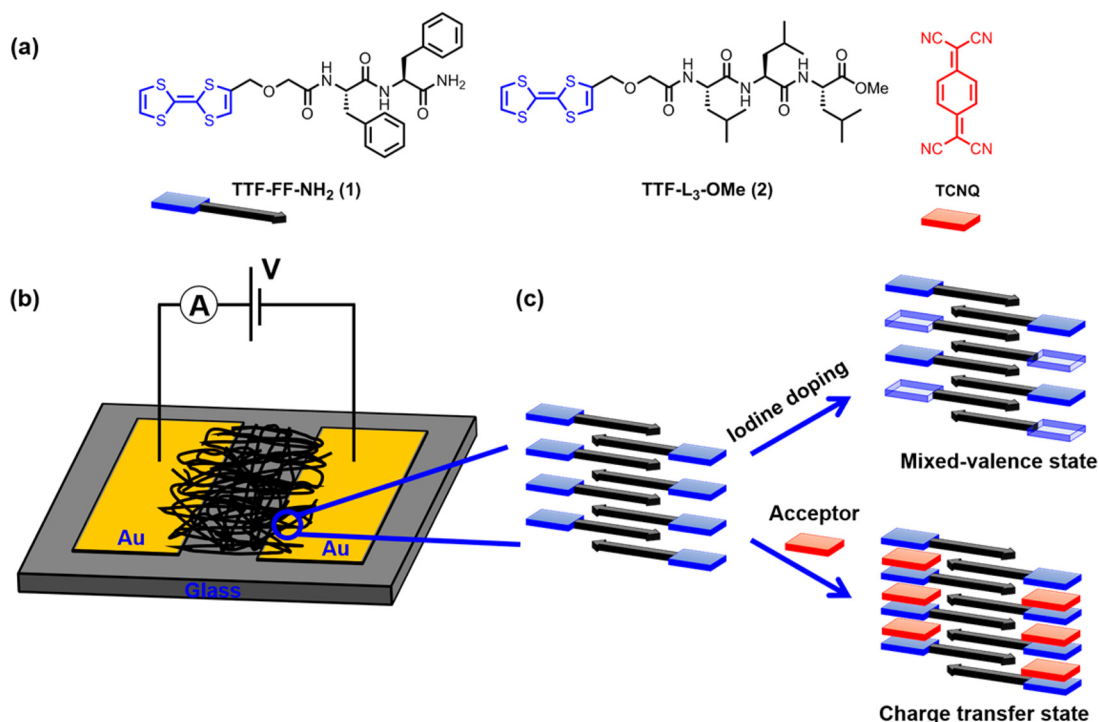 (a)
S
S
S
S
O
O
H
N
O
N
H
O
NH₂
TTF-FF-NH₂ (1)
S
S
S
S
O
O
H
N
O
N
H
O
H
N
O
OMe
TTF-L₃-OMe (2)
NC CN
NC CN
TCNQ
(b)
A
V
Au
Au
Glass
(c)
Iodine doping
Mixed-valence state
Acceptor
Charge transfer state